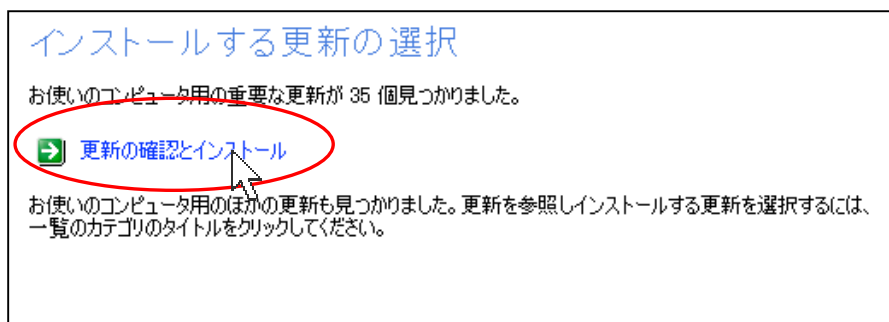 インストールする更新の選択
お使いのコンピュータ用の重要な更新が 35 個見つかりました。
更新の確認とインストール
お使いのコンピュータ用のほかの更新も見つかりました。更新を参照しインストールする更新を選択するには、
一覧のカテゴリのタイトルをクリックしてください。